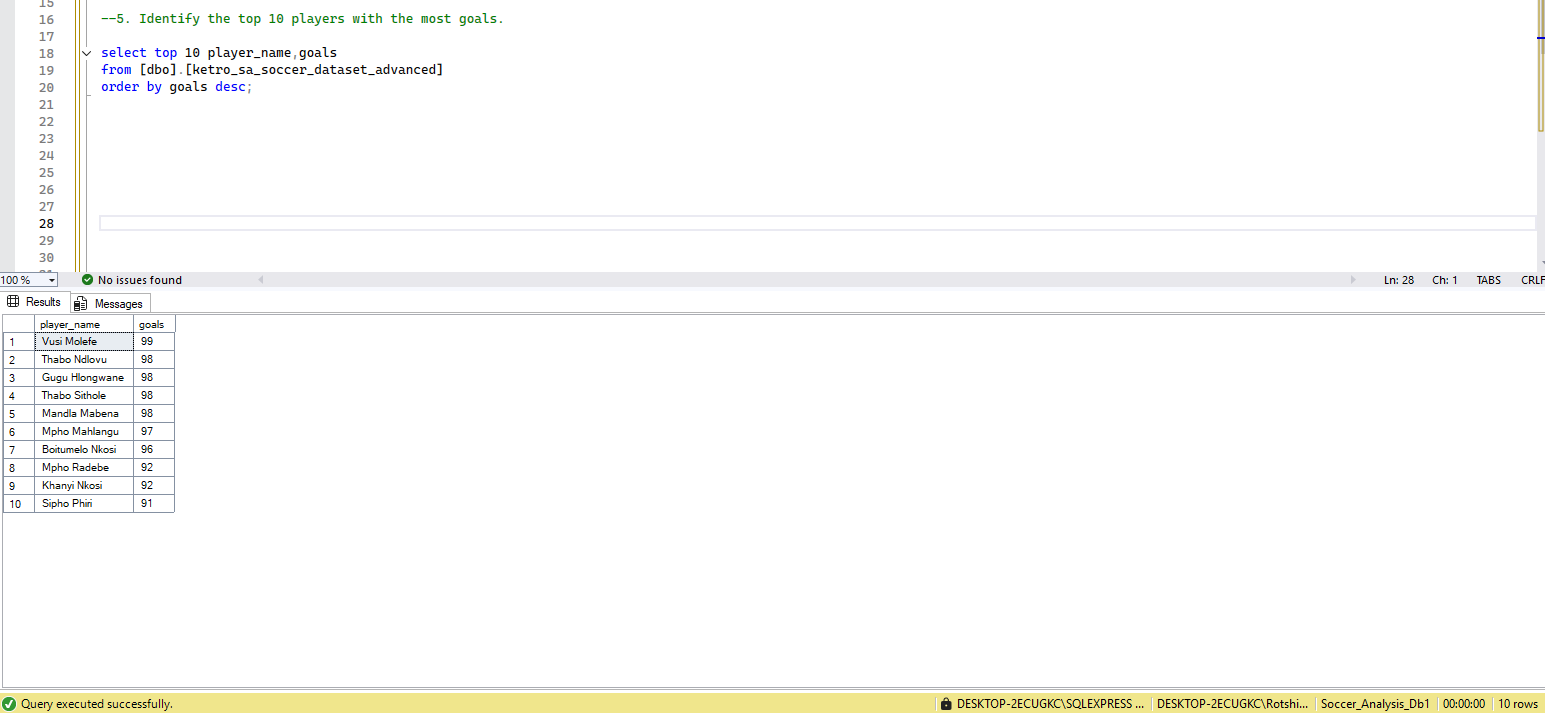 15
16 --5. Identify the top 10 players with the most goals.
17
18 select top 10 player_name,goals
19 from [dbo].[ketro_sa_soccer_dataset_advanced]
20 order by goals desc;
21
22
23
24
25
26
27
28
29
30
100 % No issues found Ln: 28 Ch: 1 TABS CRLF
Results Messages
player_name goals
1 Vusi Molefe 99
2 Thabo Ndlovu 98
3 Gugu Hlongwane 98
4 Thabo Sithole 98
5 Mandla Mabena 98
6 Mpho Mahlangu 97
7 Boitumelo Nkosi 96
8 Mpho Radebe 92
9 Khanyi Nkosi 92
10 Sipho Phiri 91
Query executed successfully. DESKTOP-2ECUGKC\SQLEXPRESS ... DESKTOP-2ECUGKC\Rotshi... Soccer_Analysis_Db1 00:00:00 10 rows